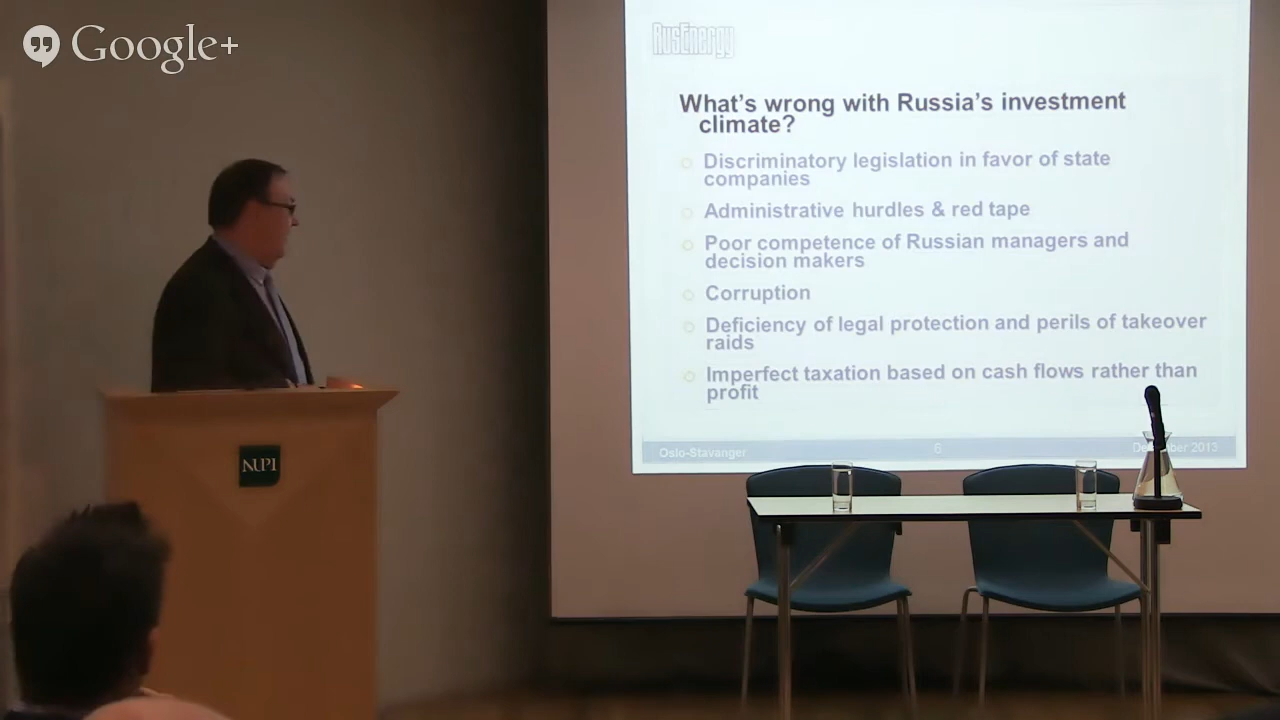 Google+
RusEnergy
What's wrong with Russia's investment
climate?
Discriminatory legislation in favor of state
companies
Administrative hurdles & red tape
Poor competence of Russian managers and
decision makers
Corruption
Deficiency of legal protection and perils of takeover
raids
Imperfect taxation based on cash flows rather than
profit
Oslo-Stavanger
6
2013
NUPI